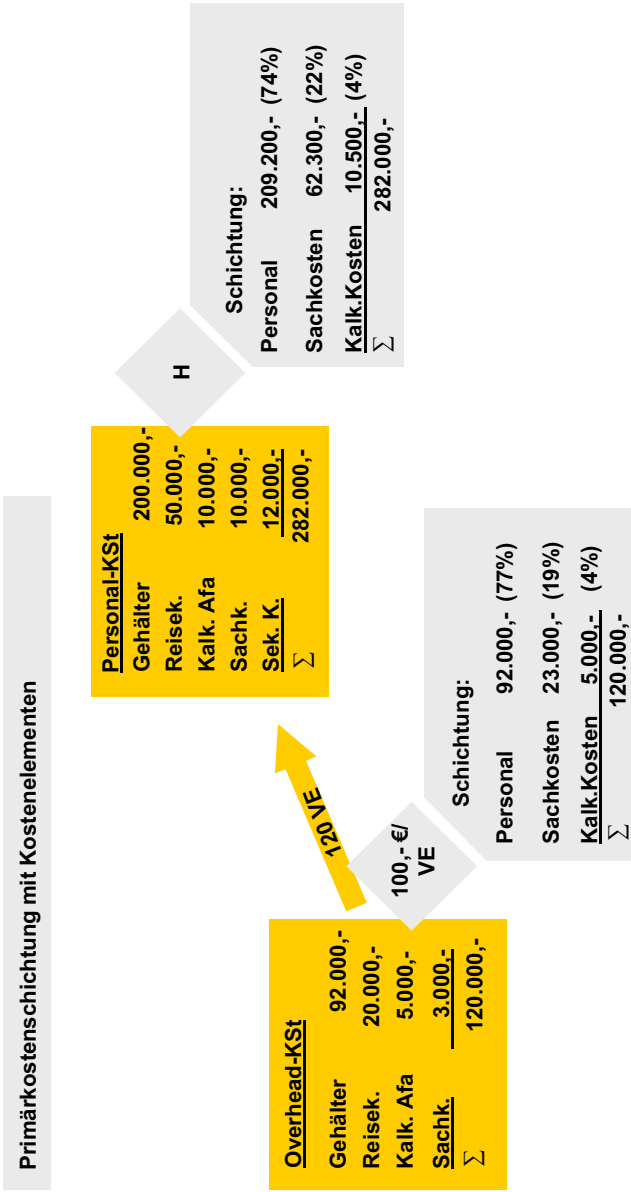 Primärkostenschichtung mit Kostenelementen
Overhead-KSt
Gehälter 92.000,-
Reisek. 20.000,-
Kalk. Afa 5.000,-
Sachk. 3.000,-
∑ 120.000,-
100,- €/
VE
120 VE
Schichtung:
Personal 92.000,- (77%)
Sachkosten 23.000,- (19%)
Kalk.Kosten 5.000,- (4%)
∑ 120.000,-
Personal-KSt
Gehälter 200.000,-
Reisek. 50.000,-
Kalk. Afa 10.000,-
Sachk. 10.000,-
Sek. K. 12.000,-
∑ 282.000,-
H
Schichtung:
Personal 209.200,- (74%)
Sachkosten 62.300,- (22%)
Kalk.Kosten 10.500,- (4%)
∑ 282.000,-